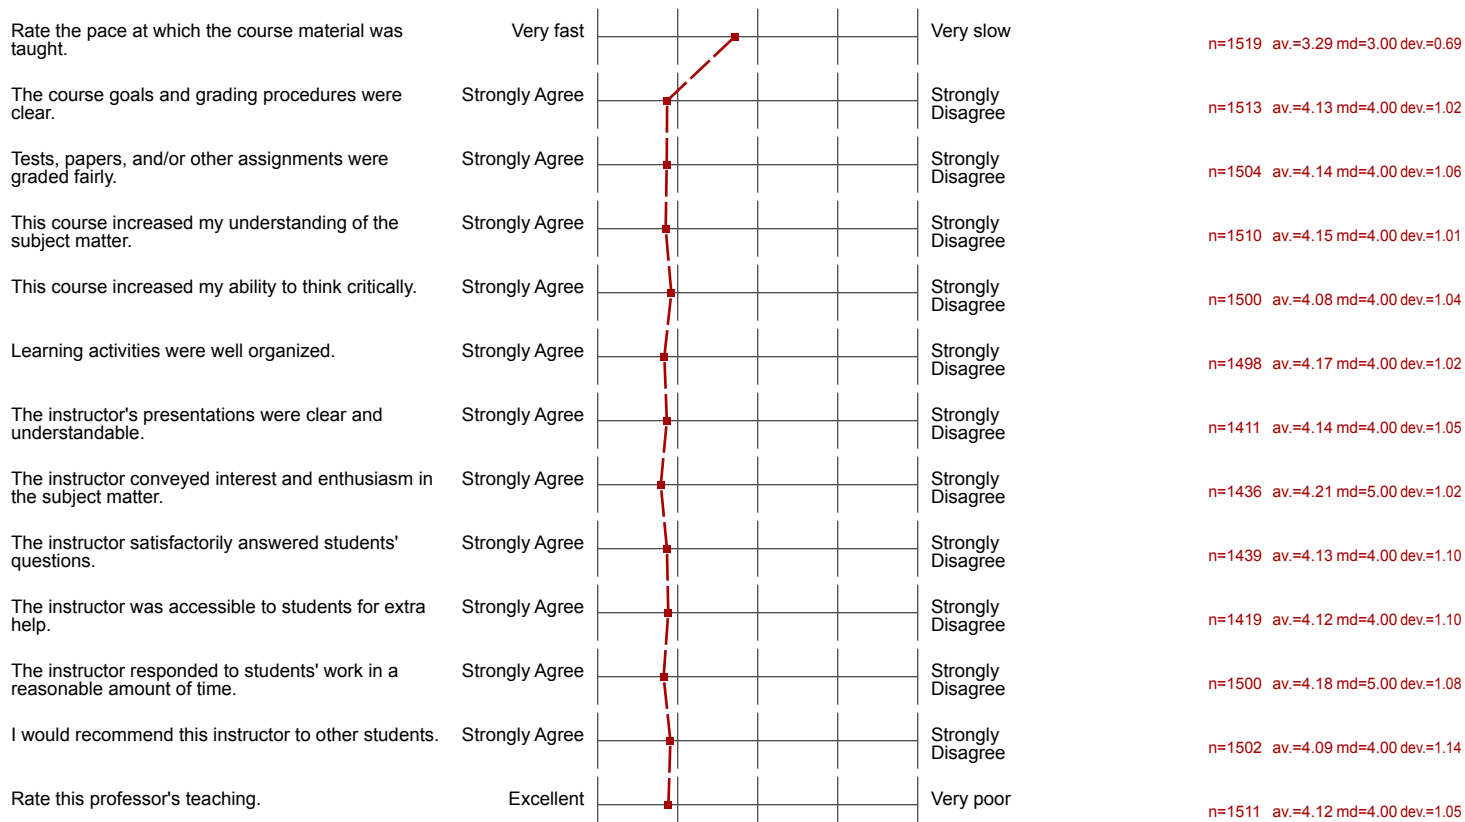 Rate the pace at which the course material was
taught.
Very fast
Very slow
n=1519 av.=3.29 md=3.00 dev.=0.69
The course goals and grading procedures were
clear.
Strongly Agree
Strongly
Disagree
n=1513 av.=4.13 md=4.00 dev.=1.02
Tests, papers, and/or other assignments were
graded fairly.
Strongly Agree
Strongly
Disagree
n=1504 av.=4.14 md=4.00 dev.=1.06
This course increased my understanding of the
subject matter.
Strongly Agree
Strongly
Disagree
n=1510 av.=4.15 md=4.00 dev.=1.01
This course increased my ability to think critically.
Strongly Agree
Strongly
Disagree
n=1500 av.=4.08 md=4.00 dev.=1.04
Learning activities were well organized.
Strongly Agree
Strongly
Disagree
n=1498 av.=4.17 md=4.00 dev.=1.02
The instructor's presentations were clear and
understandable.
Strongly Agree
Strongly
Disagree
n=1411 av.=4.14 md=4.00 dev.=1.05
The instructor conveyed interest and enthusiasm in
the subject matter.
Strongly Agree
Strongly
Disagree
n=1436 av.=4.21 md=5.00 dev.=1.02
The instructor satisfactorily answered students'
questions.
Strongly Agree
Strongly
Disagree
n=1439 av.=4.13 md=4.00 dev.=1.10
The instructor was accessible to students for extra
help.
Strongly Agree
Strongly
Disagree
n=1419 av.=4.12 md=4.00 dev.=1.10
The instructor responded to students' work in a
reasonable amount of time.
Strongly Agree
Strongly
Disagree
n=1500 av.=4.18 md=5.00 dev.=1.08
I would recommend this instructor to other students.
Strongly Agree
Strongly
Disagree
n=1502 av.=4.09 md=4.00 dev.=1.14
Rate this professor's teaching.
Excellent
Very poor
n=1511 av.=4.12 md=4.00 dev.=1.05